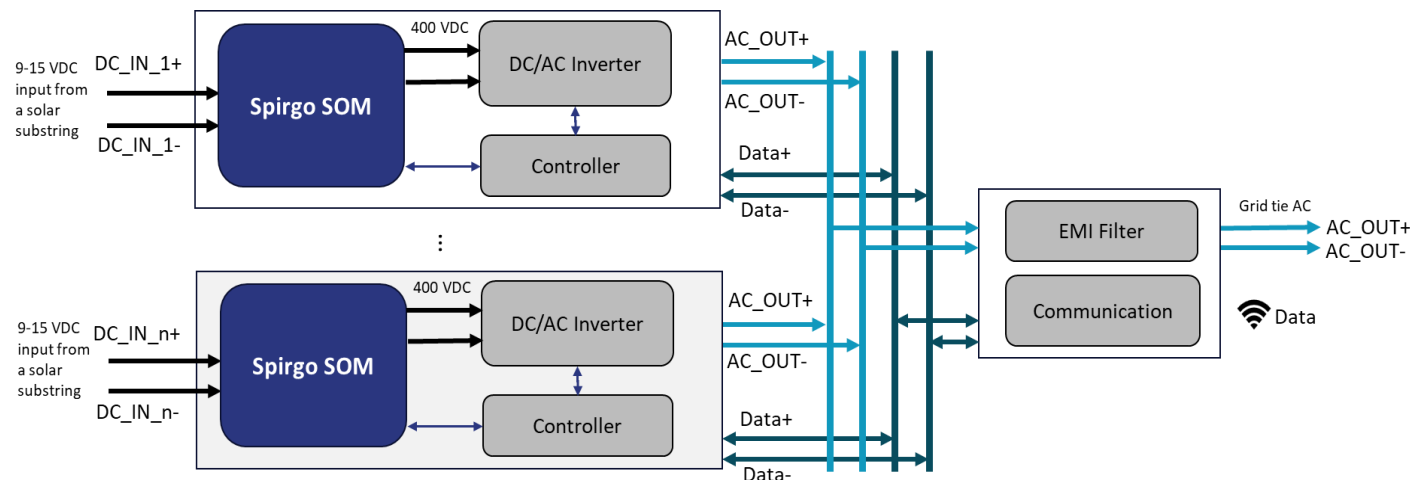 9-15 VDC
input from
a solar
substring
DC_IN_1+
DC_IN_1-
Spirgo SOM
400 VDC
DC/AC Inverter
Controller
AC_OUT+
AC_OUT-
Data+
Data-
⋮
9-15 VDC
input from
a solar
substring
DC_IN_n+
DC_IN_n-
Spirgo SOM
400 VDC
DC/AC Inverter
Controller
AC_OUT+
AC_OUT-
Data+
Data-
EMI Filter
Communication
Grid tie AC
AC_OUT+
AC_OUT-
Data